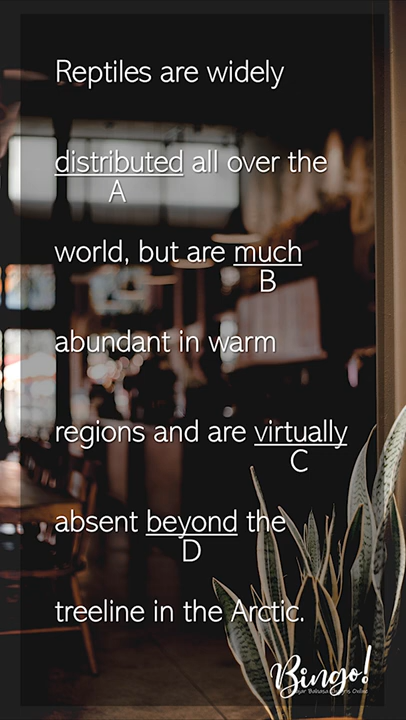 Reptiles are widely
distributed all over the
A
world, but are much
B
abundant in warm
regions and are virtually
C
absent beyond the
D
treeline in the Arctic.
Bingo!